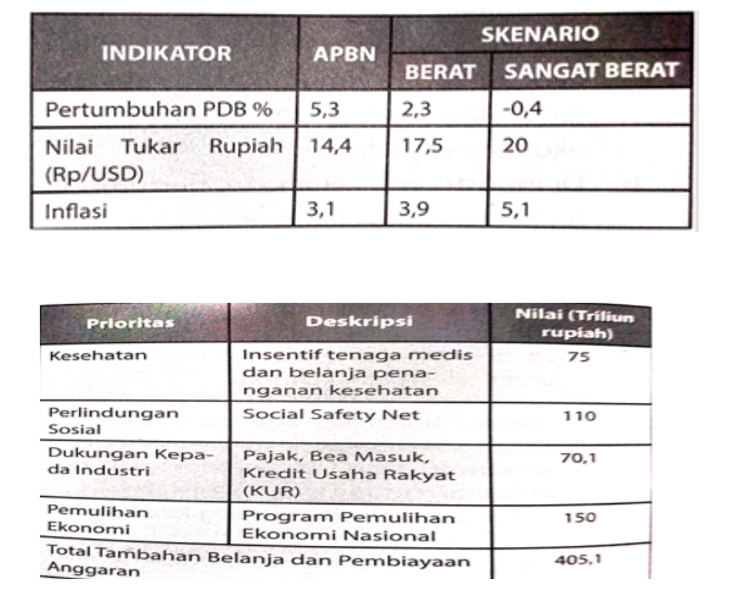 INDIKATOR APBN SKENARIO
BERAT SANGAT BERAT
Pertumbuhan PDB % 5,3 2,3 -0,4
Nilai Tukar Rupiah 14,4 17,5 20
(Rp/USD)
Inflasi 3,1 3,9 5,1
Prioritas Deskripsi Nilai (Triliun
rupiah)
Kesehatan Insentif tenaga medis 75
dan belanja pena-
nganan kesehatan
Perlindungan Social Safety Net 110
Sosial
Dukungan Kepa- Pajak, Bea Masuk, 70,1
da Industri Kredit Usaha Rakyat
(KUR)
Pemulihan Program Pemulihan 150
Ekonomi Ekonomi Nasional
Total Tambahan Belanja dan Pembiayaan 405,1
Anggaran